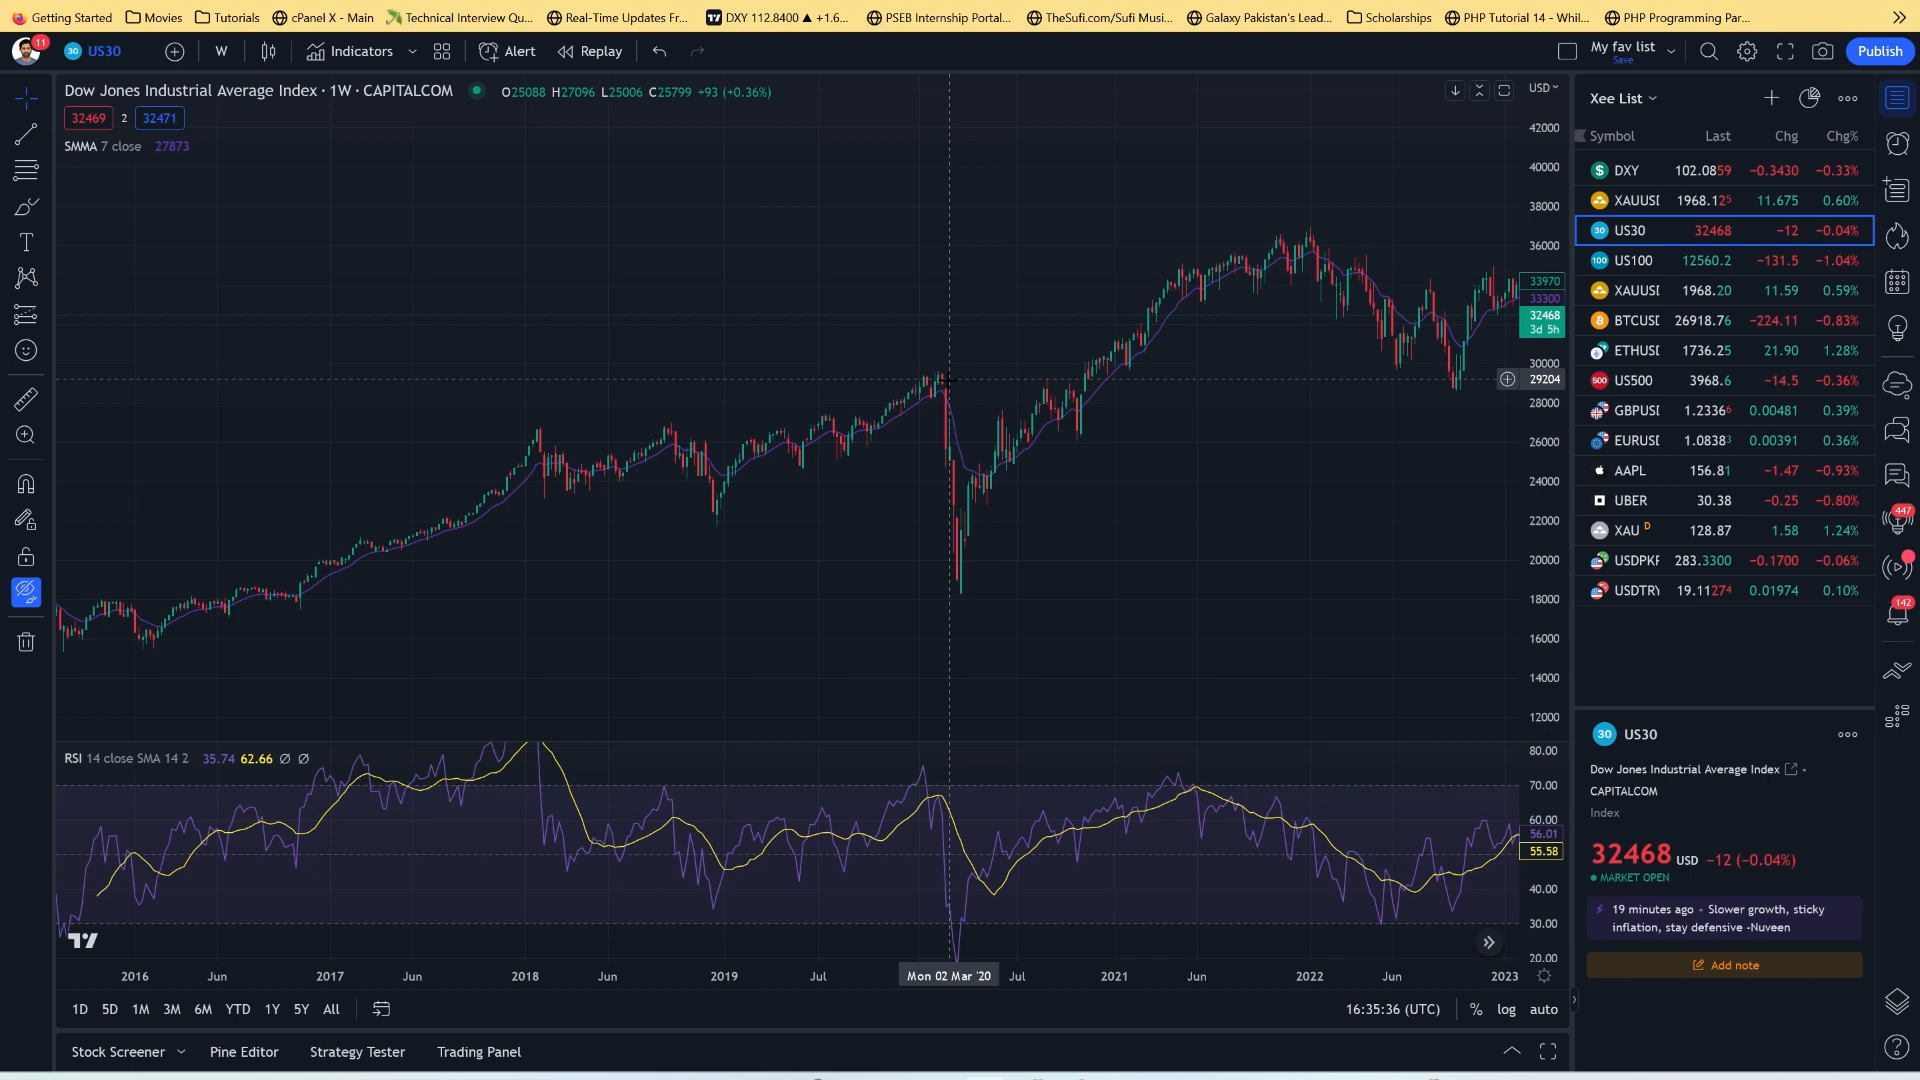 Getting Started Movies Tutorials cPanel X - Main Technical Interview Qu... Real-Time Updates Fr... DXY 112.8400 ▲ +1.6... PSEB Internship Portal... TheSufi.com/Sufi Musi... Galaxy Pakistan's Lead... Scholarships PHP Tutorial 14 - Whil... PHP Programming Par...
11 30 US30 W Indicators Alert Replay My fav list Save Publish
Dow Jones Industrial Average Index · 1W · CAPITALCOM O25088 H27096 L25006 C25799 +93 (+0.36%)
32469 2 32471
SMMA 7 close 27873
USD
42000
40000
38000
36000
33970
33300
32468
3d 5h
30000
29204
28000
26000
24000
22000
20000
18000
16000
14000
12000
RSI 14 close SMA 14 2 35.74 62.66 Ø Ø
80.00
70.00
60.00
56.01
55.58
40.00
30.00
20.00
2016 Jun 2017 Jun 2018 Jun 2019 Jul Mon 02 Mar '20 Jul 2021 Jun 2022 Jun 2023
1D 5D 1M 3M 6M YTD 1Y 5Y All 16:35:36 (UTC) % log auto
Stock Screener Pine Editor Strategy Tester Trading Panel
Xee List
Symbol Last Chg Chg%
$ DXY 102.0859 −0.3430 −0.33%
XAUUSD 1968.125 11.675 0.60%
30 US30 32468 −12 −0.04%
100 US100 12560.2 −131.5 −1.04%
XAUUSD 1968.20 11.59 0.59%
BTCUSD 26918.76 −224.11 −0.83%
ETHUSD 1736.25 21.90 1.28%
500 US500 3968.6 −14.5 −0.36%
GBPUSD 1.23366 0.00481 0.39%
EURUSD 1.08383 0.00391 0.36%
AAPL 156.81 −1.47 −0.93%
UBER 30.38 −0.25 −0.80%
XAU D 128.87 1.58 1.24%
USDPKR 283.3300 −0.1700 −0.06%
USDTRY 19.11274 0.01974 0.10%
447
142
30 US30
Dow Jones Industrial Average Index
CAPITALCOM
Index
32468 USD −12 (−0.04%)
MARKET OPEN
19 minutes ago - Slower growth, sticky
inflation, stay defensive -Nuveen
Add note